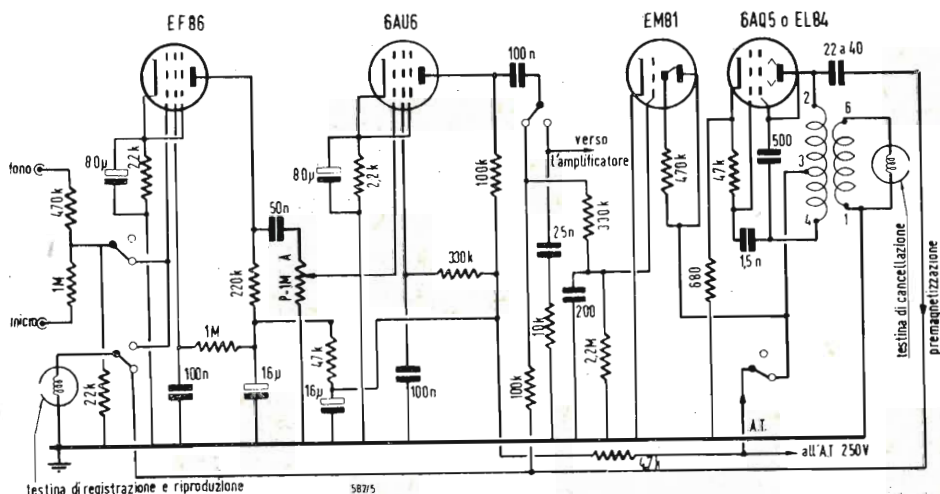 EF86
6AU6
EM81
6AQ5 o EL84
22 a 40
100n
fono
470k
1M
micro
80µ
2,2k
50n
P-1M A
220k
1M
100n
16µ
47k
16µ
22k
80µ
2,2k
100k
330k
100n
verso
l'amplificatore
25n
330k
10k
200
2,2M
100k
470k
680
47k
500
1,5n
2
3
4
6
1
testina di cancellazione
premagnetizzazione
A.T.
all'A.T 250V
4,7k
testina di registrazione e riproduzione
587/5